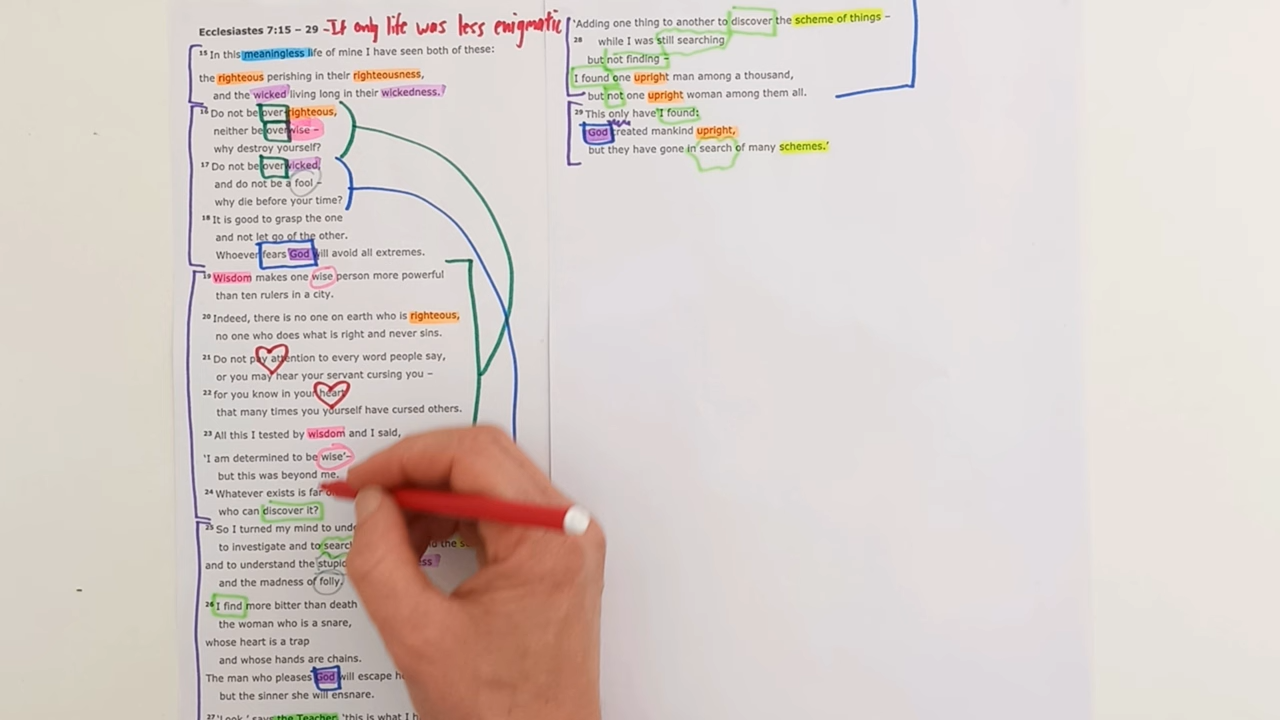 Ecclesiastes 7:15 – 29 - If only life was less enigmatic
15 In this meaningless life of mine I have seen both of these:
the righteous perishing in their righteousness,
and the wicked living long in their wickedness.
16 Do not be over righteous,
neither be overwise –
why destroy yourself?
17 Do not be over wicked,
and do not be a fool –
why die before your time?
18 It is good to grasp the one
and not let go of the other.
Whoever fears God will avoid all extremes.
19 Wisdom makes one wise person more powerful
than ten rulers in a city.
20 Indeed, there is no one on earth who is righteous,
no one who does what is right and never sins.
21 Do not pay attention to every word people say,
or you may hear your servant cursing you –
22 for you know in your heart
that many times you yourself have cursed others.
23 All this I tested by wisdom and I said,
'I am determined to be wise'–
but this was beyond me.
24 Whatever exists is far
who can discover it?
25 So I turned my mind to
to investigate and to the
and to understand the
and the madness of folly.
26 I find more bitter than death
the woman who is a snare,
whose heart is a trap
and whose hands are chains.
The man who pleases God will escape
but the sinner she will ensnare.
27 'Look,' says the Teacher, 'this is what I
'Adding one thing to another to discover the scheme of things –
28 while I was still searching
but not finding –
I found one upright man among a thousand,
but not one upright woman among them all.
29 This only have I found:
God created mankind upright,
but they have gone in search of many schemes.'